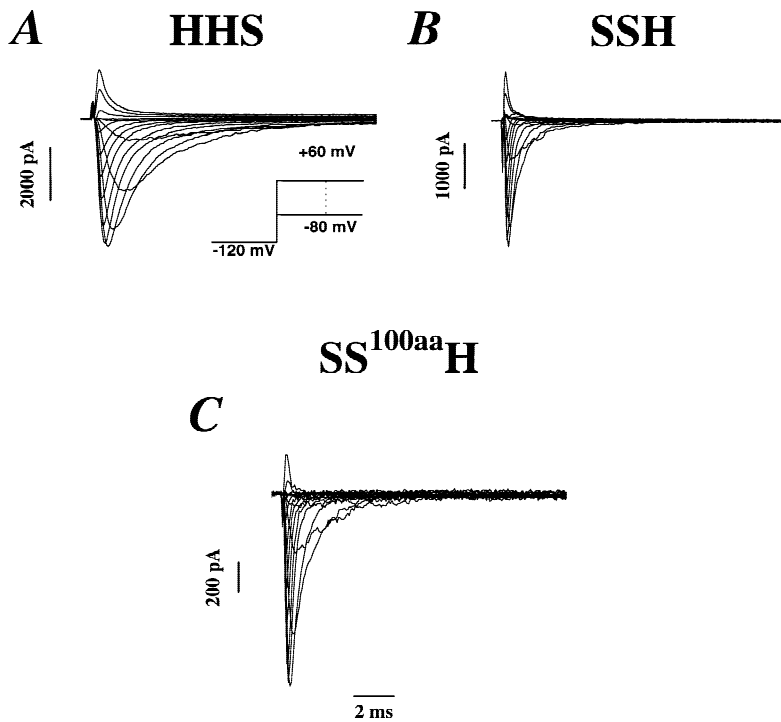 A HHS
B SSH
2000 pA
+60 mV
-80 mV
-120 mV
1000 pA
SS100aaH
C
200 pA
2 ms